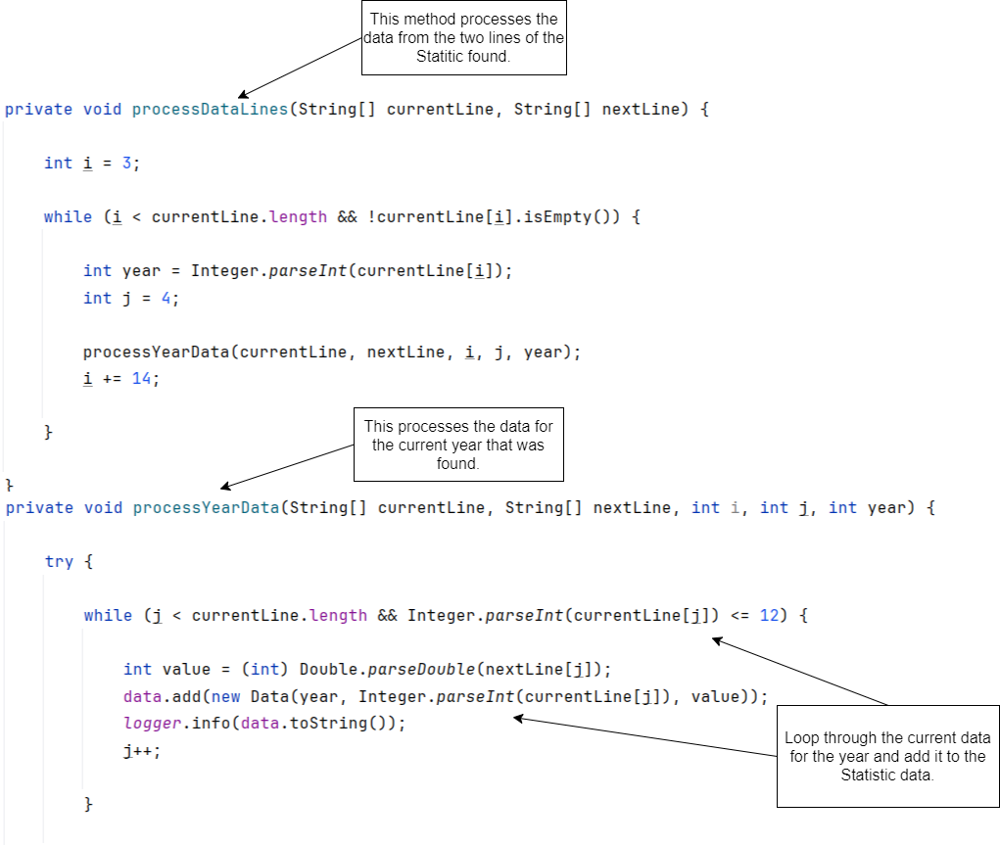 This method processes the
data from the two lines of the
Statitic found.
private void processDataLines(String[] currentLine, String[] nextLine) {
int i = 3;
while (i < currentLine.length && !currentLine[i].isEmpty()) {
int year = Integer.parseInt(currentLine[i]);
int j = 4;
processYearData(currentLine, nextLine, i, j, year);
i += 14;
}
This processes the data for
the current year that was
found.
}
private void processYearData(String[] currentLine, String[] nextLine, int i, int j, int year) {
try {
while (j < currentLine.length && Integer.parseInt(currentLine[j]) <= 12) {
int value = (int) Double.parseDouble(nextLine[j]);
data.add(new Data(year, Integer.parseInt(currentLine[j]), value));
logger.info(data.toString());
j++;
Loop through the current data
for the year and add it to the
Statistic data.
}